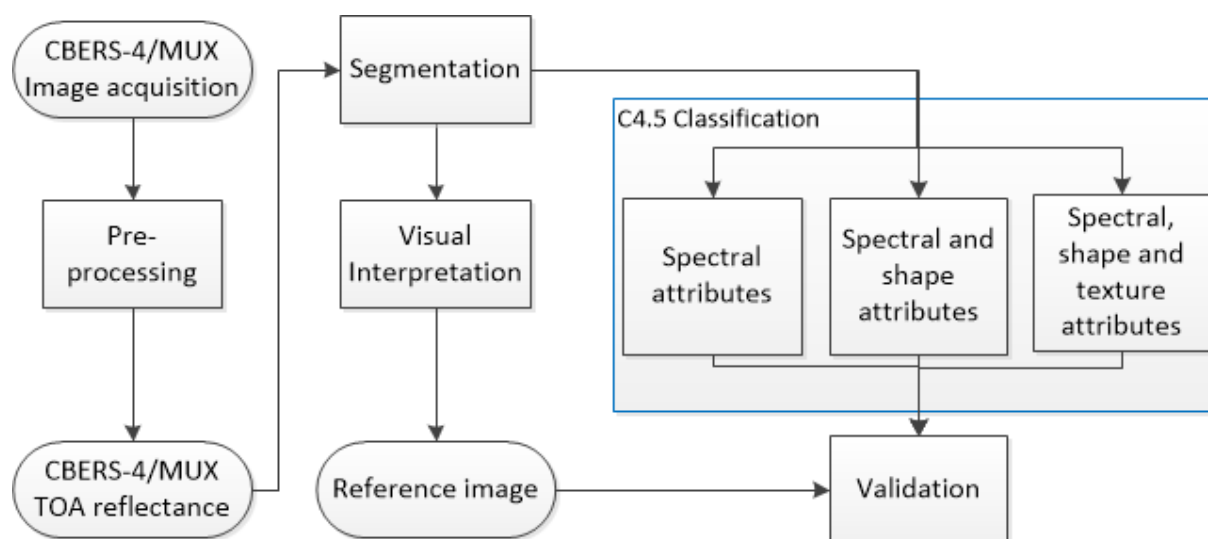 CBERS-4/MUX
Image acquisition
Pre-
processing
CBERS-4/MUX
TOA reflectance
Segmentation
Visual
Interpretation
Reference image
C4.5 Classification
Spectral
attributes
Spectral and
shape
attributes
Spectral,
shape and
texture
attributes
Validation